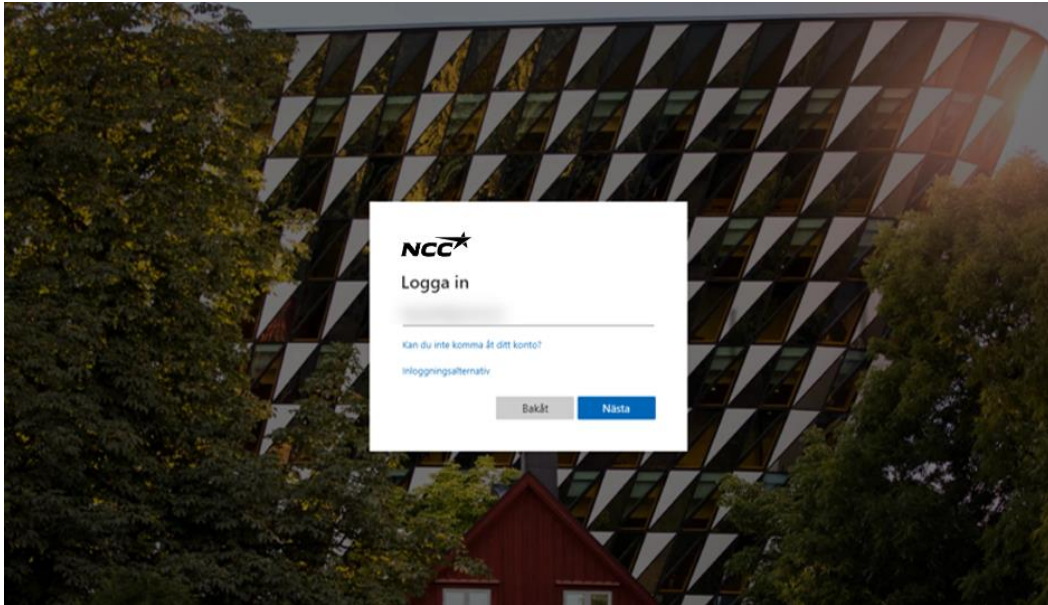 NCC
Logga in
Kan du inte komma åt ditt konto?
Inloggningsalternativ
Bakåt
Nästa